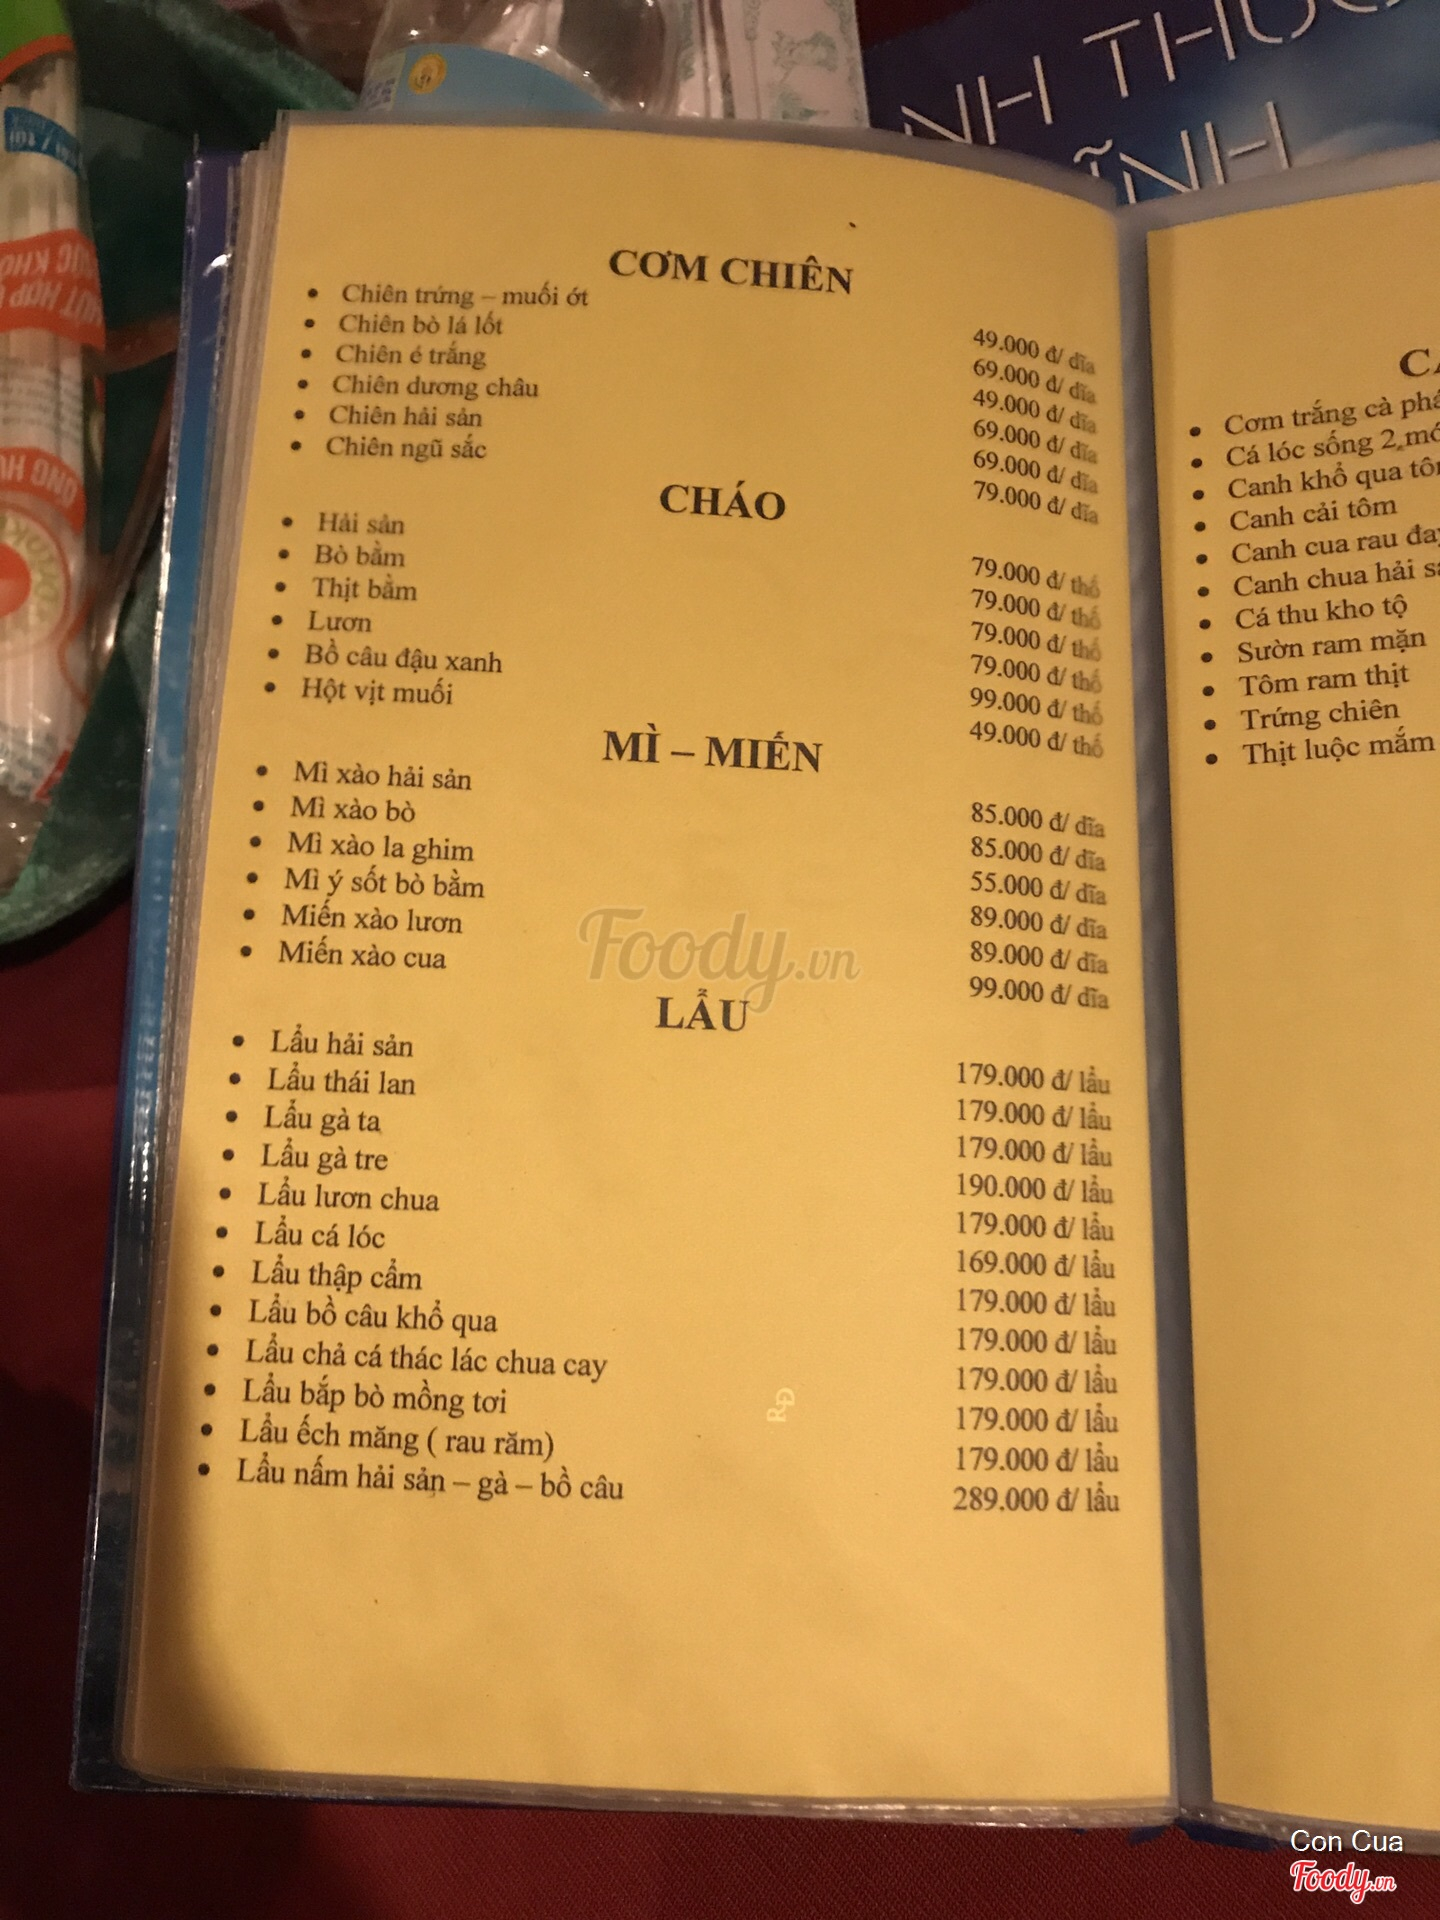 NH
ĨNH
CƠM CHIÊN
• Chiên trứng – muối ớt 49.000 đ/ dĩa
• Chiên bò lá lốt 69.000 đ/ dĩa
• Chiên é trắng 49.000 đ/ dĩa
• Chiên dương châu 69.000 đ/ dĩa
• Chiên hải sản 69.000 đ/ dĩa
• Chiên ngũ sắc 79.000 đ/ dĩa
CHÁO
• Hải sản 79.000 đ/ thố
• Bò bằm 79.000 đ/ thố
• Thịt bằm 79.000 đ/ thố
• Lươn 79.000 đ/ thố
• Bồ câu đậu xanh 99.000 đ/ thố
• Hột vịt muối 49.000 đ/ thố
MÌ – MIẾN
• Mì xào hải sản 85.000 đ/ dĩa
• Mì xào bò 85.000 đ/ dĩa
• Mì xào la ghim 55.000 đ/ dĩa
• Mì ý sốt bò bằm 89.000 đ/ dĩa
• Miến xào lươn 89.000 đ/ dĩa
• Miến xào cua 99.000 đ/ dĩa
Foody.vn
LẨU
• Lẩu hải sản 179.000 đ/ lẩu
• Lẩu thái lan 179.000 đ/ lẩu
• Lẩu gà ta 179.000 đ/ lẩu
• Lẩu gà tre 190.000 đ/ lẩu
• Lẩu lươn chua 179.000 đ/ lẩu
• Lẩu cá lóc 169.000 đ/ lẩu
• Lẩu thập cẩm 179.000 đ/ lẩu
• Lẩu bồ câu khổ qua 179.000 đ/ lẩu
• Lẩu chả cá thác lác chua cay 179.000 đ/ lẩu
• Lẩu bắp bò mồng tơi 179.000 đ/ lẩu
• Lẩu ếch măng ( rau răm) 179.000 đ/ lẩu
• Lẩu nấm hải sản – gà – bồ câu 289.000 đ/ lẩu
• Cơm trắng cà
• Cá lóc sống 2
• Canh khổ qua
• Canh cải tôm
• Canh cua rau
• Canh chua hải
• Cá thu kho tộ
• Sườn ram mặn
• Tôm ram thịt
• Trứng chiên
• Thịt luộc mắm
Con Cua
Foody.vn